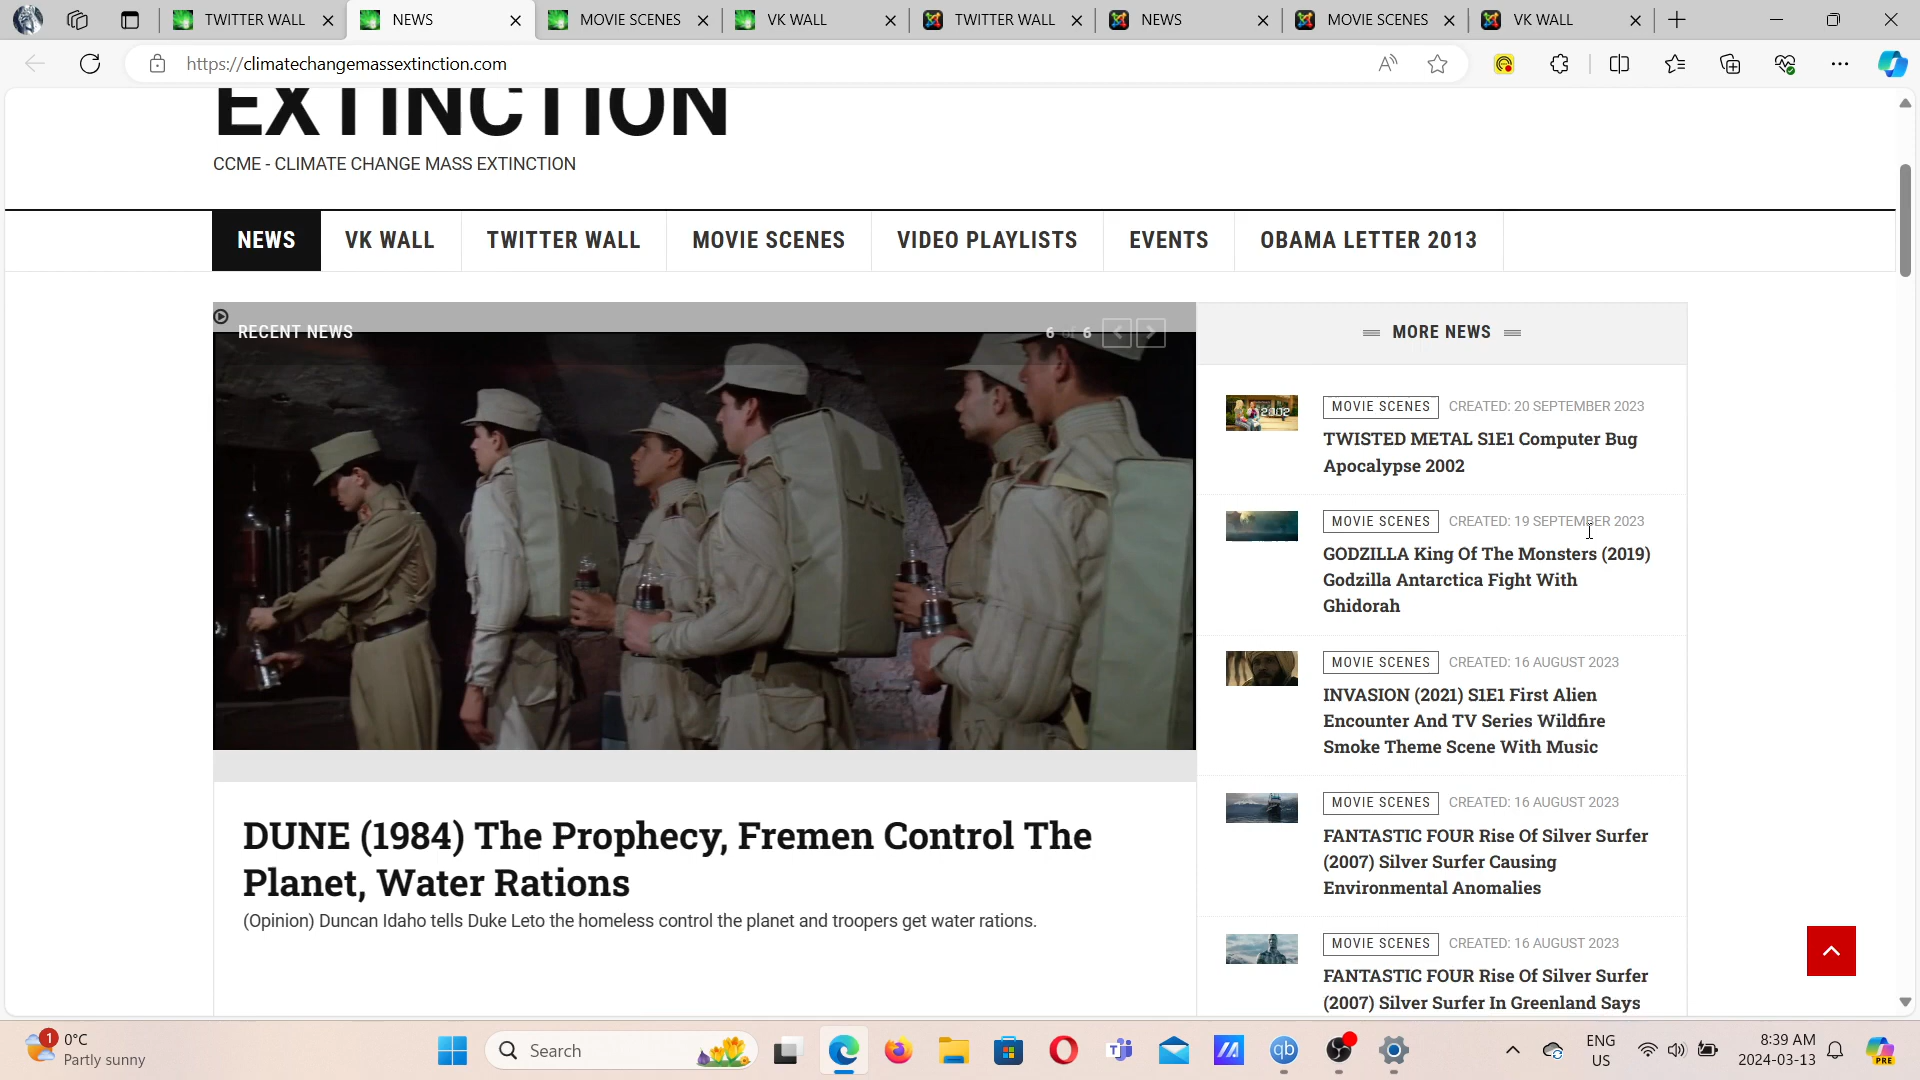 TWITTER WALL NEWS MOVIE SCENES VK WALL TWITTER WALL NEWS MOVIE SCENES VK WALL
https://climatechangemassextinction.com
EXTINCTION
CCME - CLIMATE CHANGE MASS EXTINCTION
NEWS VK WALL TWITTER WALL MOVIE SCENES VIDEO PLAYLISTS EVENTS OBAMA LETTER 2013
RECENT NEWS 6 of 6
DUNE (1984) The Prophecy, Fremen Control The
Planet, Water Rations
(Opinion) Duncan Idaho tells Duke Leto the homeless control the planet and troopers get water rations.
MORE NEWS
2002
MOVIE SCENES CREATED: 20 SEPTEMBER 2023
TWISTED METAL S1E1 Computer Bug
Apocalypse 2002
MOVIE SCENES CREATED: 19 SEPTEMBER 2023
GODZILLA King Of The Monsters (2019)
Godzilla Antarctica Fight With
Ghidorah
MOVIE SCENES CREATED: 16 AUGUST 2023
INVASION (2021) S1E1 First Alien
Encounter And TV Series Wildfire
Smoke Theme Scene With Music
MOVIE SCENES CREATED: 16 AUGUST 2023
FANTASTIC FOUR Rise Of Silver Surfer
(2007) Silver Surfer Causing
Environmental Anomalies
MOVIE SCENES CREATED: 16 AUGUST 2023
FANTASTIC FOUR Rise Of Silver Surfer
(2007) Silver Surfer In Greenland Says
1 0°C
Partly sunny
Search
ENG
US
8:39 AM
2024-03-13
PRE